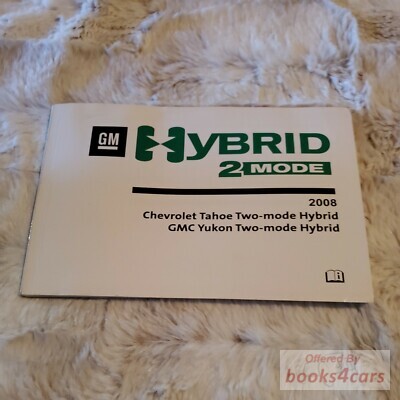 GM HYBRID
2 MODE
2008
Chevrolet Tahoe Two-mode Hybrid
GMC Yukon Two-mode Hybrid
i
Offered By
books4cars